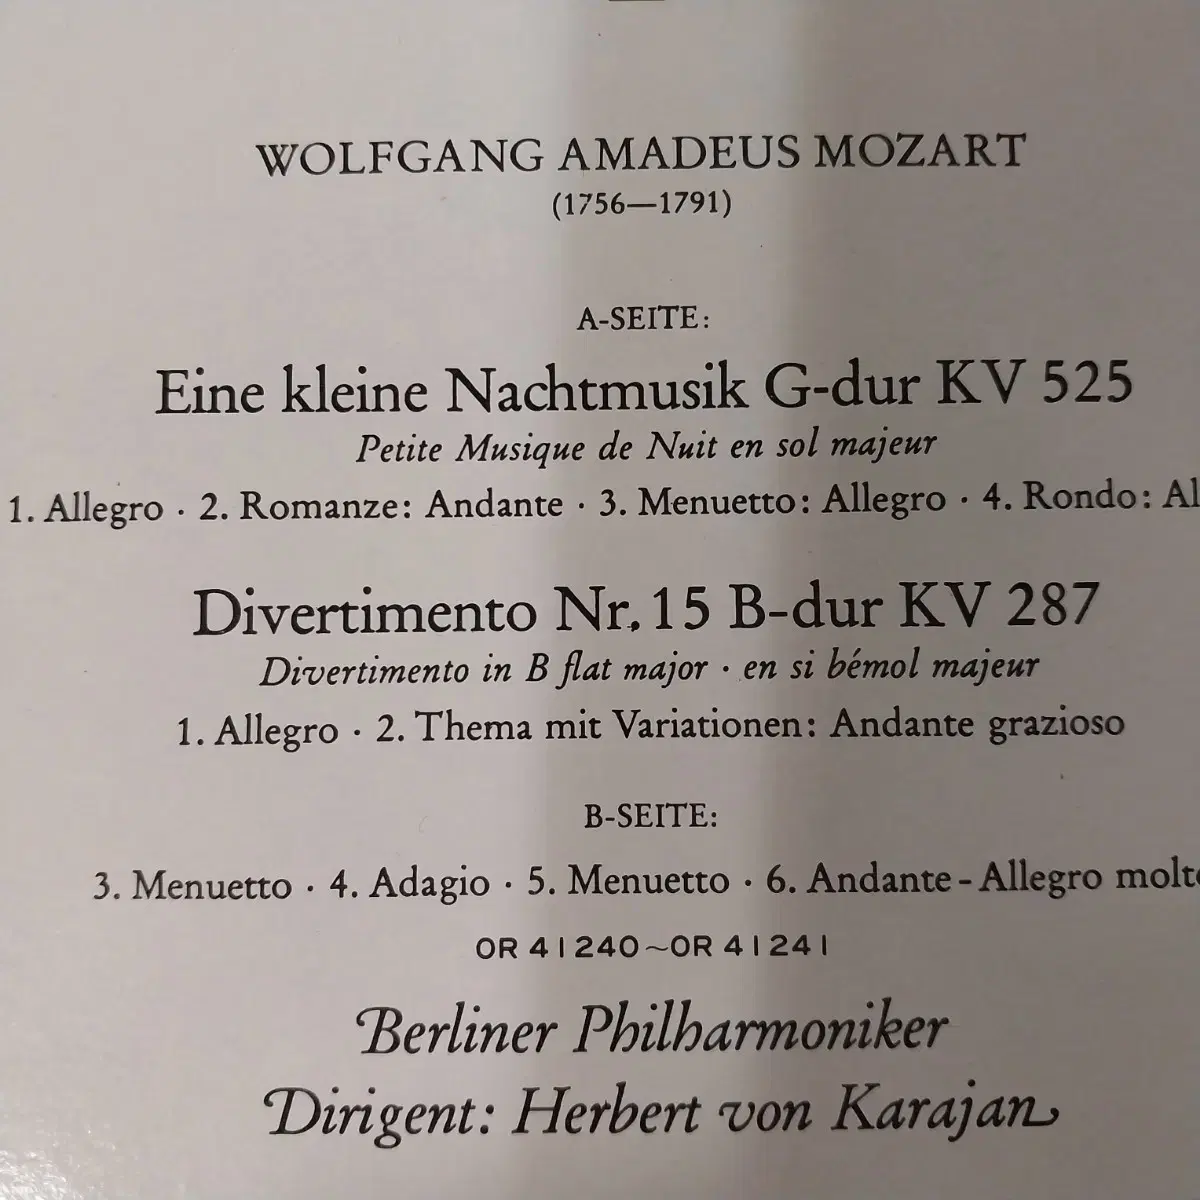 WOLFGANG AMADEUS MOZART
(1756—1791)
A-SEITE:
Eine kleine Nachtmusik G-dur KV 525
Petite Musique de Nuit en sol majeur
1. Allegro · 2. Romanze: Andante · 3. Menuetto: Allegro · 4. Rondo: Al
Divertimento Nr. 15 B-dur KV 287
Divertimento in B flat major · en si bémol majeur
1. Allegro · 2. Thema mit Variationen: Andante grazioso
B-SEITE:
3. Menuetto · 4. Adagio · 5. Menuetto · 6. Andante - Allegro molto
OR 41240~OR 41241
Berliner Philharmoniker
Dirigent: Herbert von Karajan